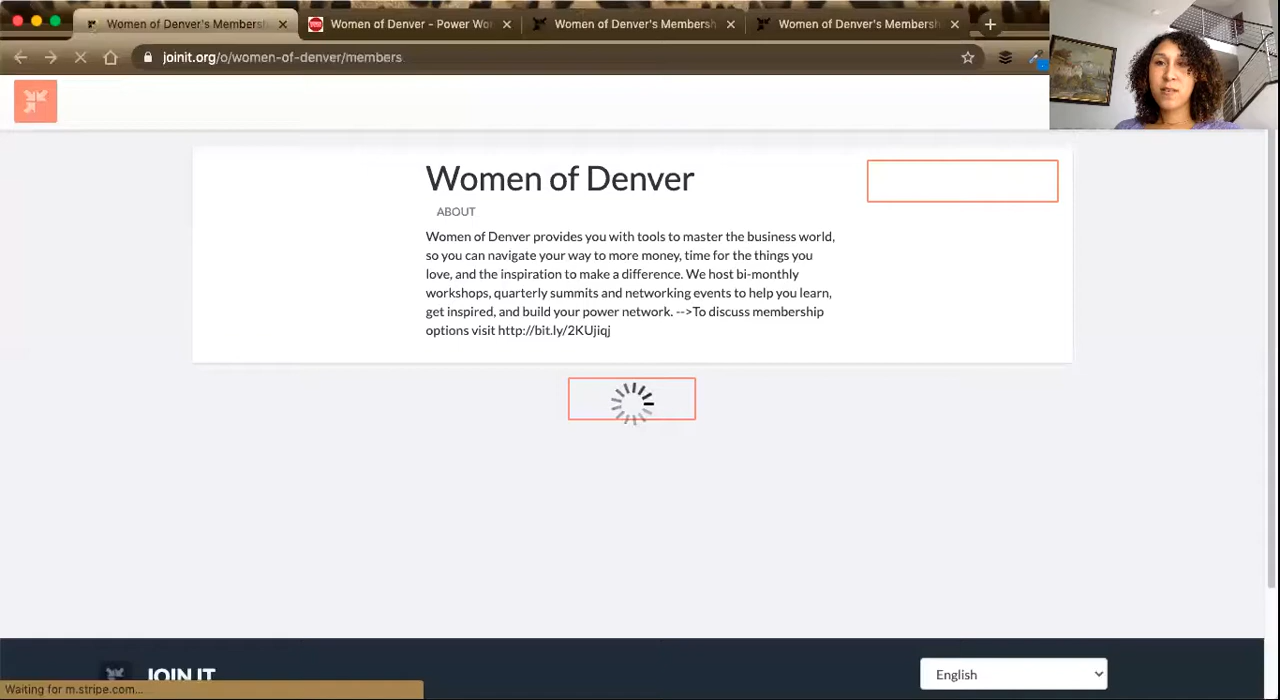 Women of Denver's Membersh
Women of Denver - Power Wo
Women of Denver's Membersh
Women of Denver's Membersh
joinit.org/o/women-of-denver/members
Women of Denver
ABOUT
Women of Denver provides you with tools to master the business world,
so you can navigate your way to more money, time for the things you
love, and the inspiration to make a difference. We host bi-monthly
workshops, quarterly summits and networking events to help you learn,
get inspired, and build your power network. -->To discuss membership
options visit http://bit.ly/2KUjiqj
JOIN IT
English
Waiting for m.stripe.com...